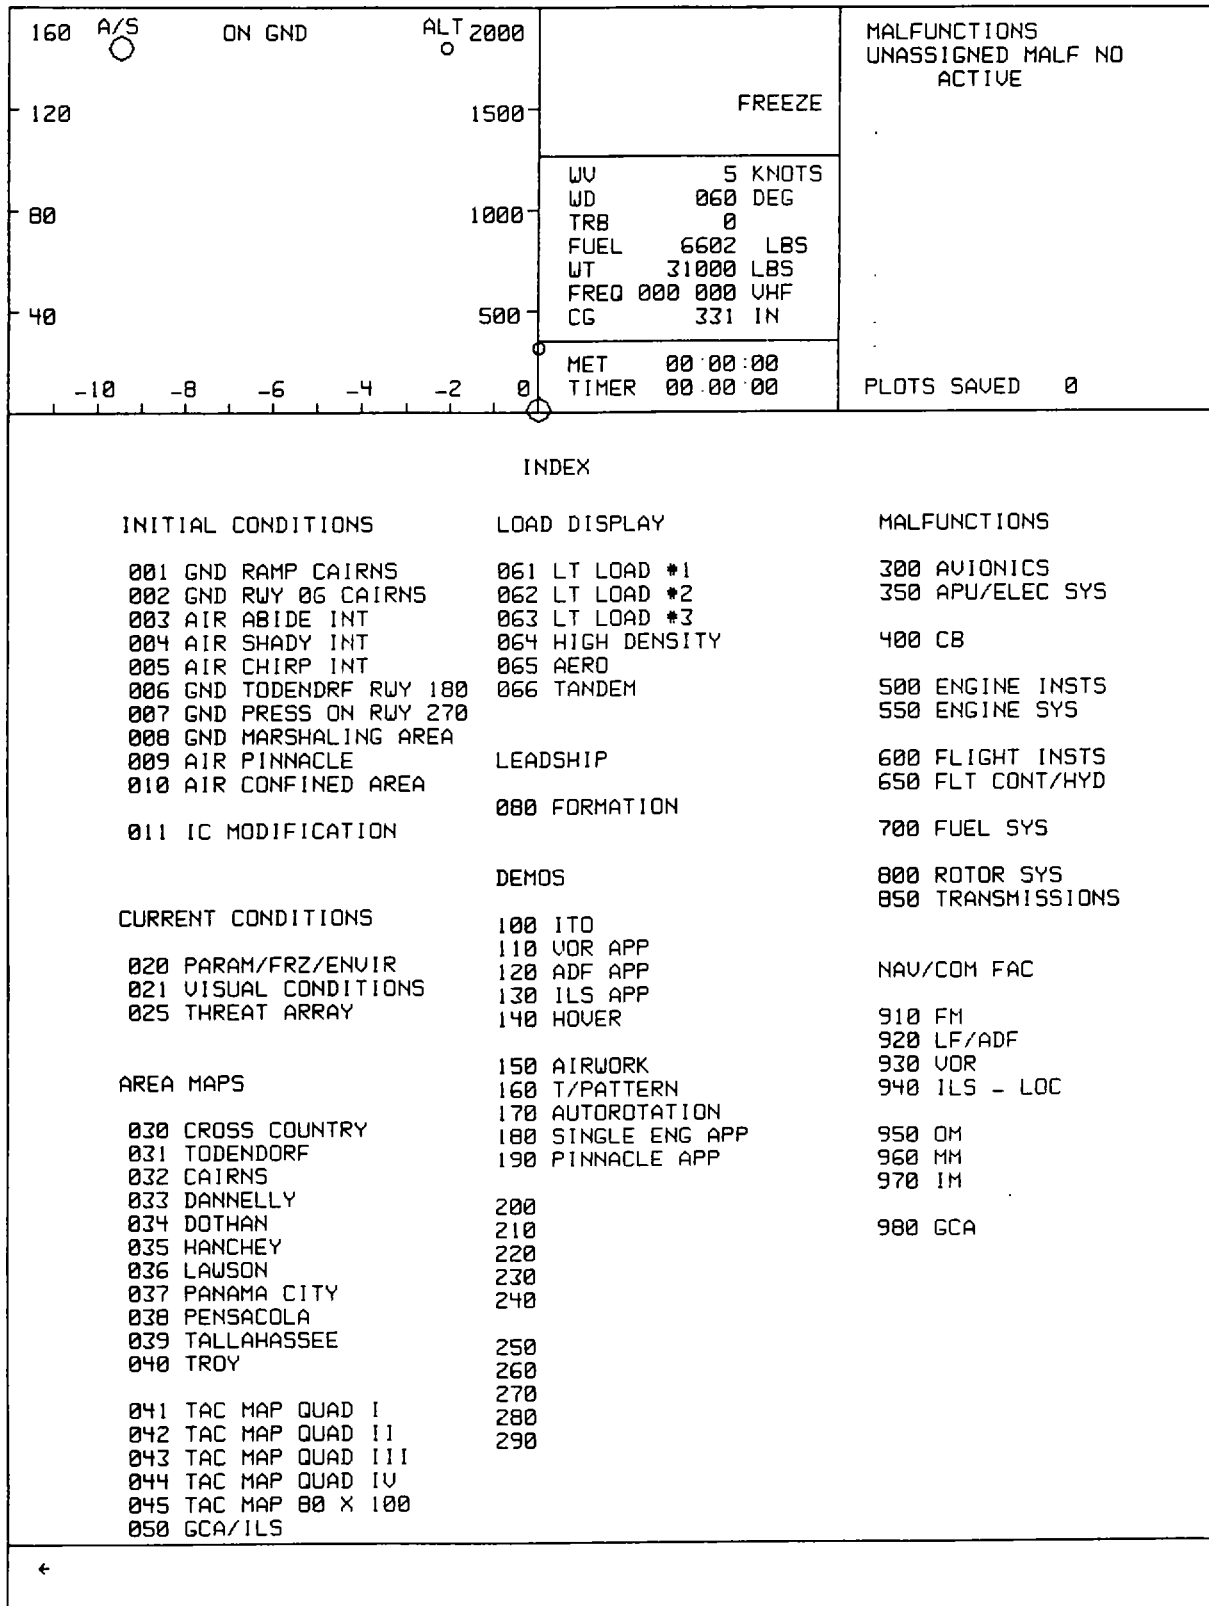 160 A/S ON GND ALT 2000
120 1500
80 1000
40 500
-10 -8 -6 -4 -2 0
FREEZE
WV 5 KNOTS
WD 060 DEG
TRB 0
FUEL 6602 LBS
WT 31000 LBS
FREQ 000 000 VHF
CG 331 IN
MET 00:00:00
TIMER 00:00:00
MALFUNCTIONS
UNASSIGNED MALF NO
ACTIVE
PLOTS SAVED 0
INDEX
INITIAL CONDITIONS
001 GND RAMP CAIRNS
002 GND RWY 06 CAIRNS
003 AIR ABIDE INT
004 AIR SHADY INT
005 AIR CHIRP INT
006 GND TODENDRF RWY 180
007 GND PRESS ON RWY 270
008 GND MARSHALING AREA
009 AIR PINNACLE
010 AIR CONFINED AREA
011 IC MODIFICATION
CURRENT CONDITIONS
020 PARAM/FRZ/ENVIR
021 VISUAL CONDITIONS
025 THREAT ARRAY
AREA MAPS
030 CROSS COUNTRY
031 TODENDORF
032 CAIRNS
033 DANNELLY
034 DOTHAN
035 HANCHEY
036 LAWSON
037 PANAMA CITY
038 PENSACOLA
039 TALLAHASSEE
040 TROY
041 TAC MAP QUAD I
042 TAC MAP QUAD II
043 TAC MAP QUAD III
044 TAC MAP QUAD IV
045 TAC MAP 80 X 100
050 GCA/ILS
LOAD DISPLAY
061 LT LOAD #1
062 LT LOAD #2
063 LT LOAD #3
064 HIGH DENSITY
065 AERO
066 TANDEM
LEADSHIP
080 FORMATION
DEMOS
100 ITO
110 VOR APP
120 ADF APP
130 ILS APP
140 HOVER
150 AIRWORK
160 T/PATTERN
170 AUTOROTATION
180 SINGLE ENG APP
190 PINNACLE APP
200
210
220
230
240
250
260
270
280
290
MALFUNCTIONS
300 AVIONICS
350 APU/ELEC SYS
400 CB
500 ENGINE INSTS
550 ENGINE SYS
600 FLIGHT INSTS
650 FLT CONT/HYD
700 FUEL SYS
800 ROTOR SYS
850 TRANSMISSIONS
NAV/COM FAC
910 FM
920 LF/ADF
930 VOR
940 ILS - LOC
950 OM
960 MM
970 IM
980 GCA
←